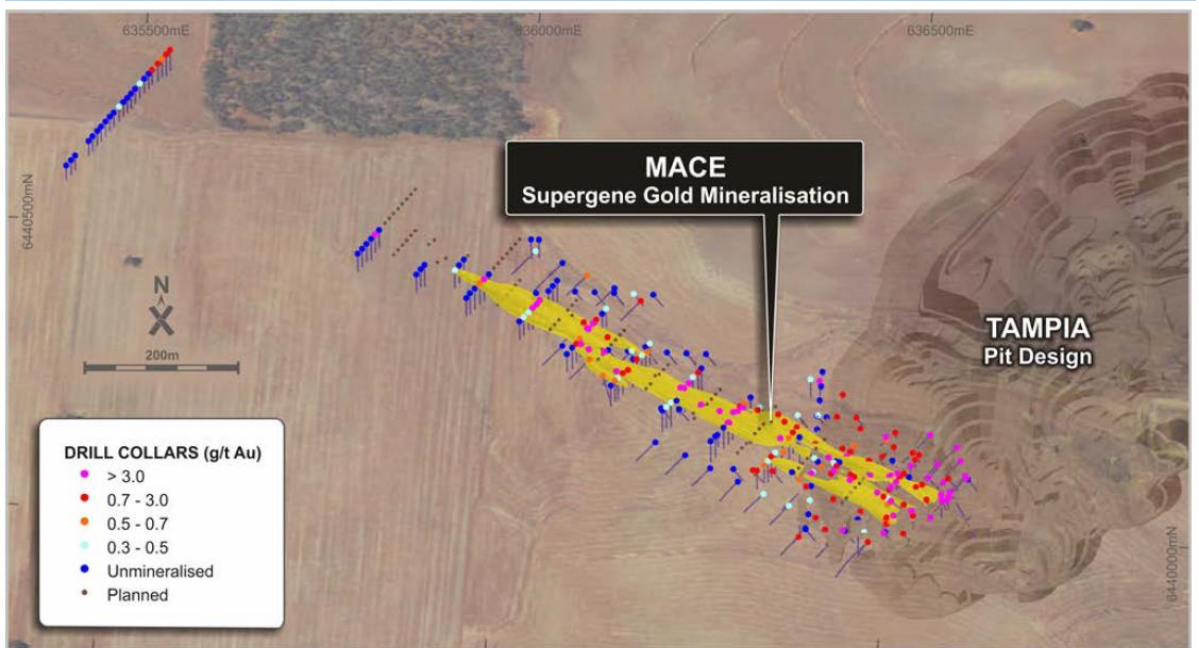 635500mE
636000mE
636500mE
6440500mN
MACE
Supergene Gold Mineralisation
N
200m
TAMPIA
Pit Design
DRILL COLLARS (g/t Au)
> 3.0
0.7 - 3.0
0.5 - 0.7
0.3 - 0.5
Unmineralised
Planned
6440000mN